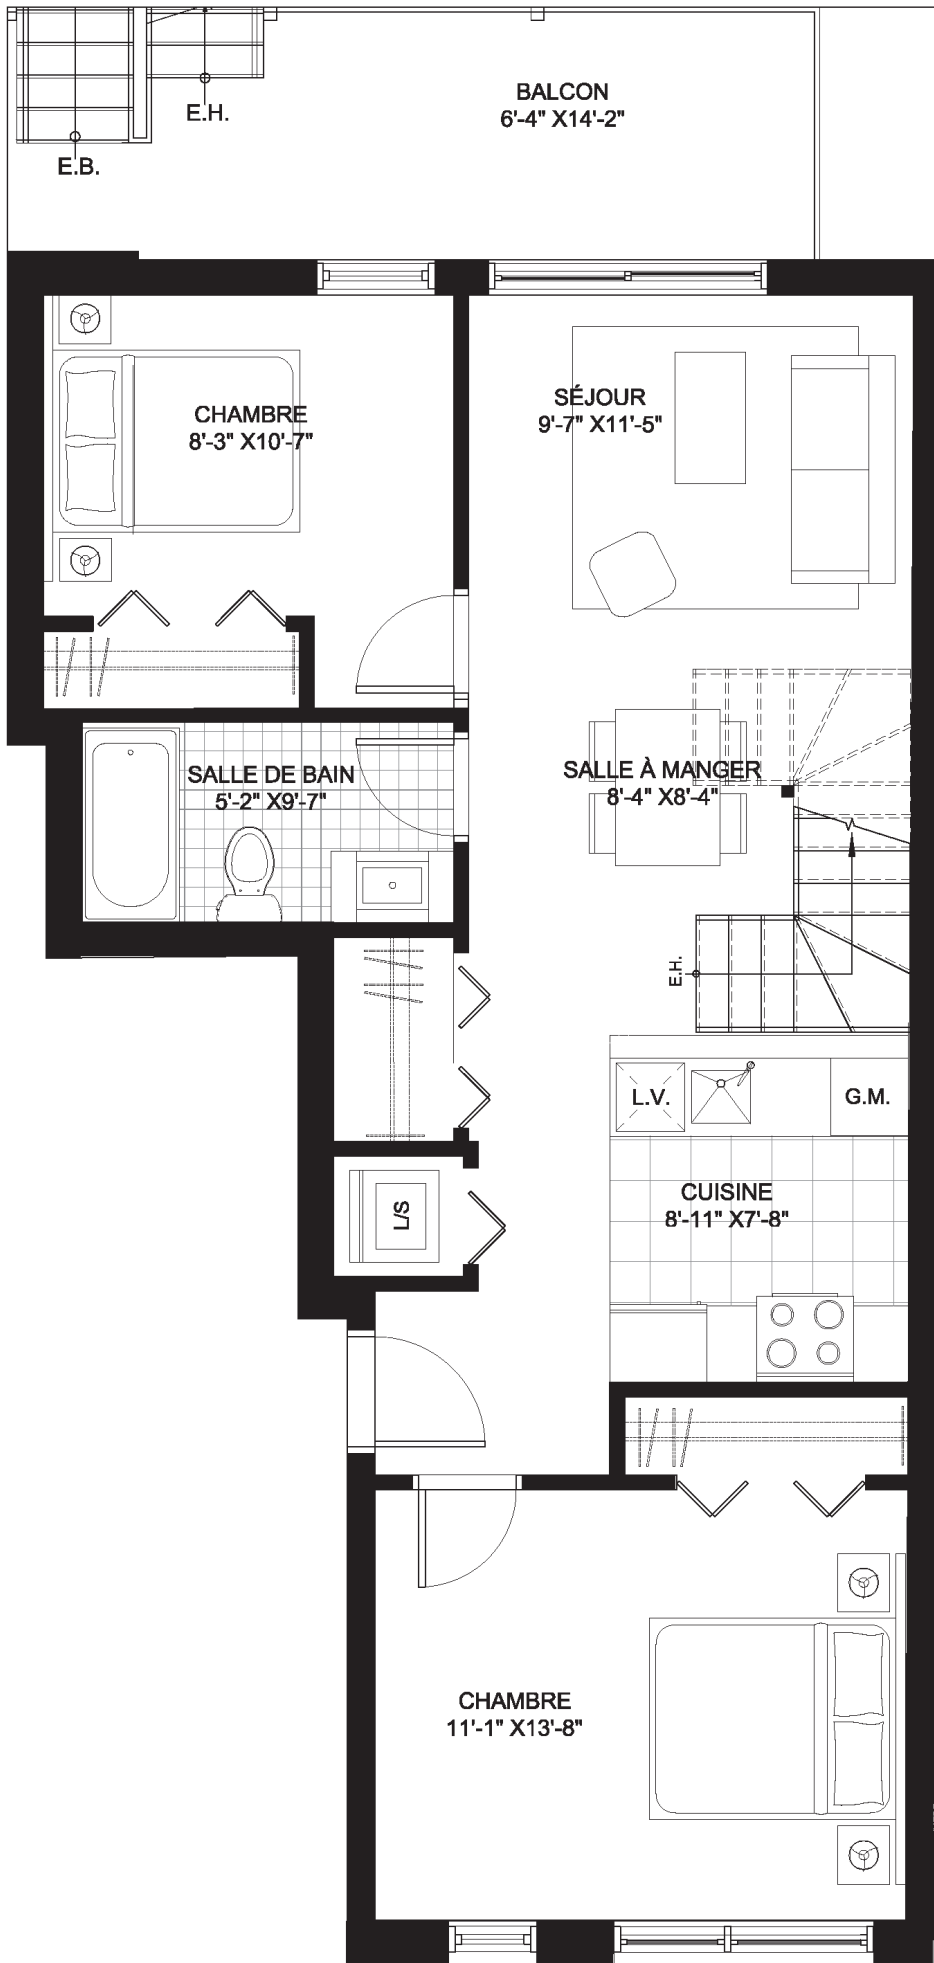 BALCON
6'-4" X14'-2"
E.H.
E.B.
CHAMBRE
8'-3" X10'-7"
SÉJOUR
9'-7" X11'-5"
SALLE DE BAIN
5'-2" X9'-7"
SALLE À MANGER
8'-4" X8'-4"
E.H.
L.V.
G.M.
CUISINE
8'-11" X7'-8"
L/S
CHAMBRE
11'-1" X13'-8"